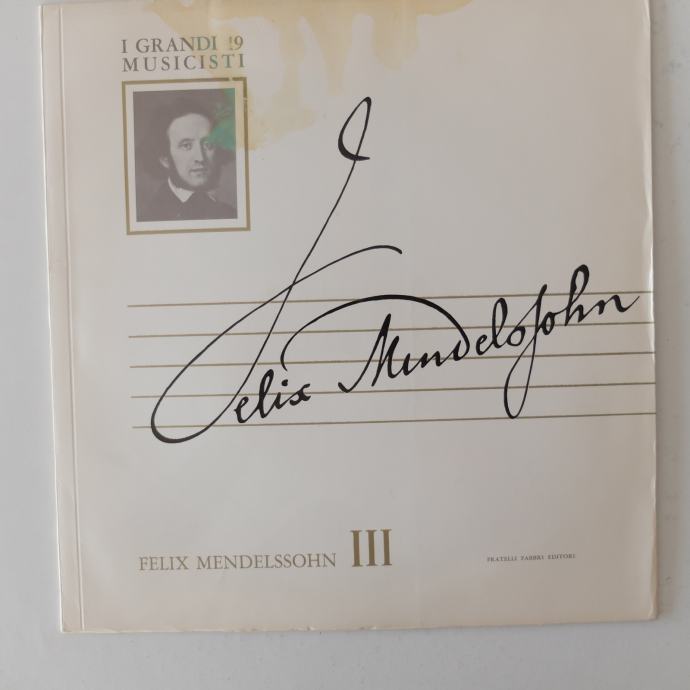 I GRANDI 19
MUSICISTI
Felix Mendelssohn
FELIX MENDELSSOHN III
FRATELLI FABBRI EDITORI